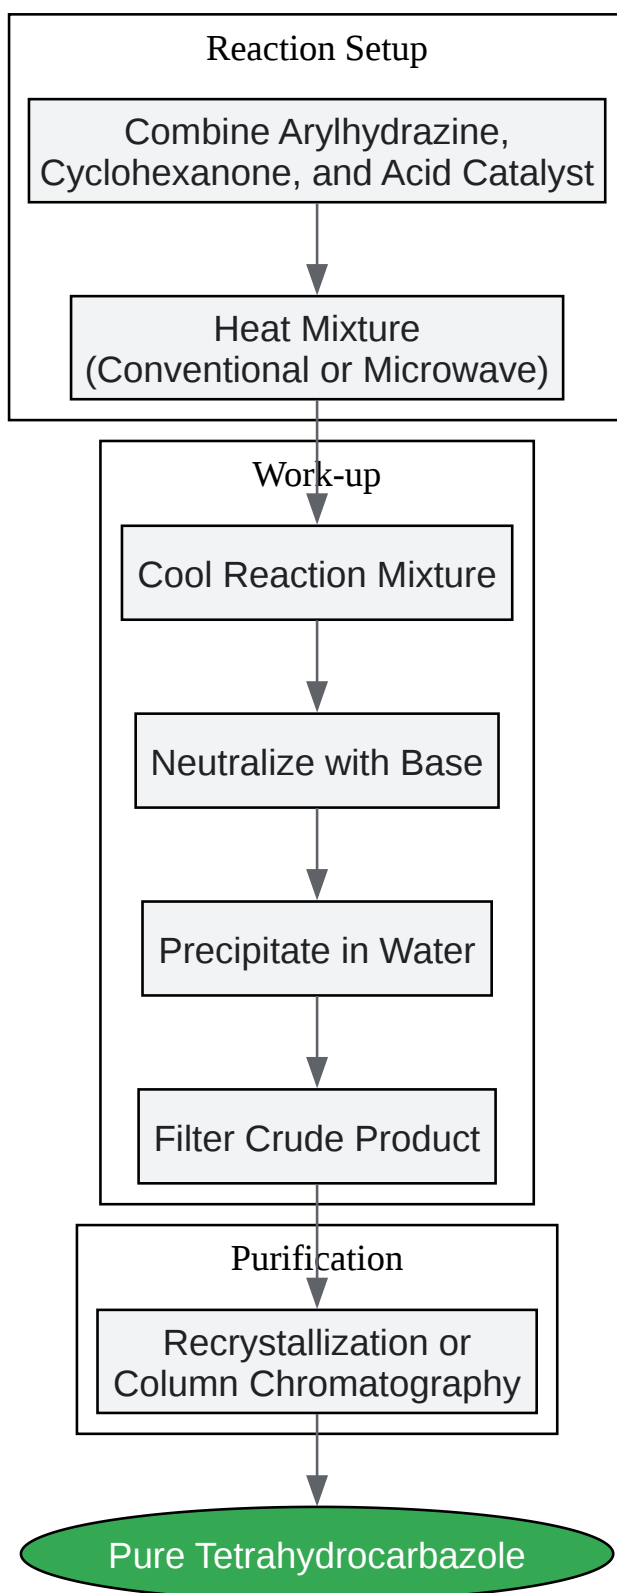 Reaction Setup
Combine Arylhydrazine,
Cyclohexanone, and Acid Catalyst
Heat Mixture
(Conventional or Microwave)
Work-up
Cool Reaction Mixture
Neutralize with Base
Precipitate in Water
Filter Crude Product
Purification
Recrystallization or
Column Chromatography
Pure Tetrahydrocarbazole